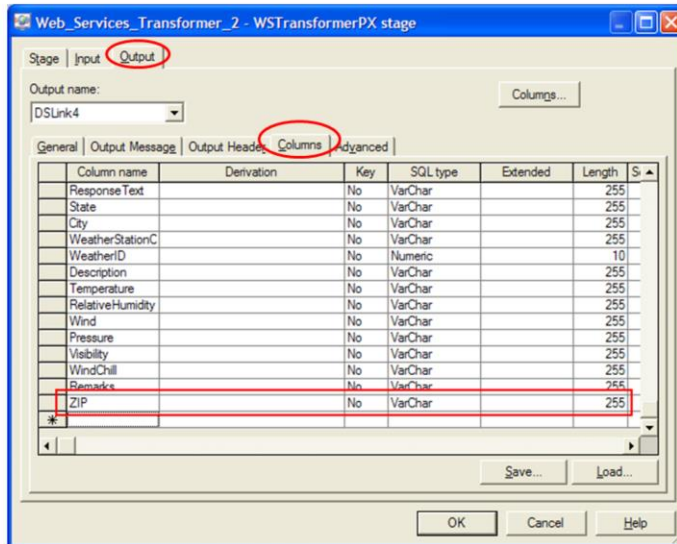 Web_Services_Transformer_2 - WSTransformerPX stage
Stage Input Output
Output name:
Columns...
DSLink4
General Output Message Output Header Columns Advanced
Column name Derivation Key SQL type Extended Length
ResponseText No VarChar 255
State No VarChar 255
City No VarChar 255
WeatherStationC No VarChar 255
WeatherID No Numeric 10
Description No VarChar 255
Temperature No VarChar 255
RelativeHumidity No VarChar 255
Wind No VarChar 255
Pressure No VarChar 255
Visibility No VarChar 255
WindChill No VarChar 255
Remarks No VarChar 255
ZIP No VarChar 255
*
Save... Load...
OK Cancel Help